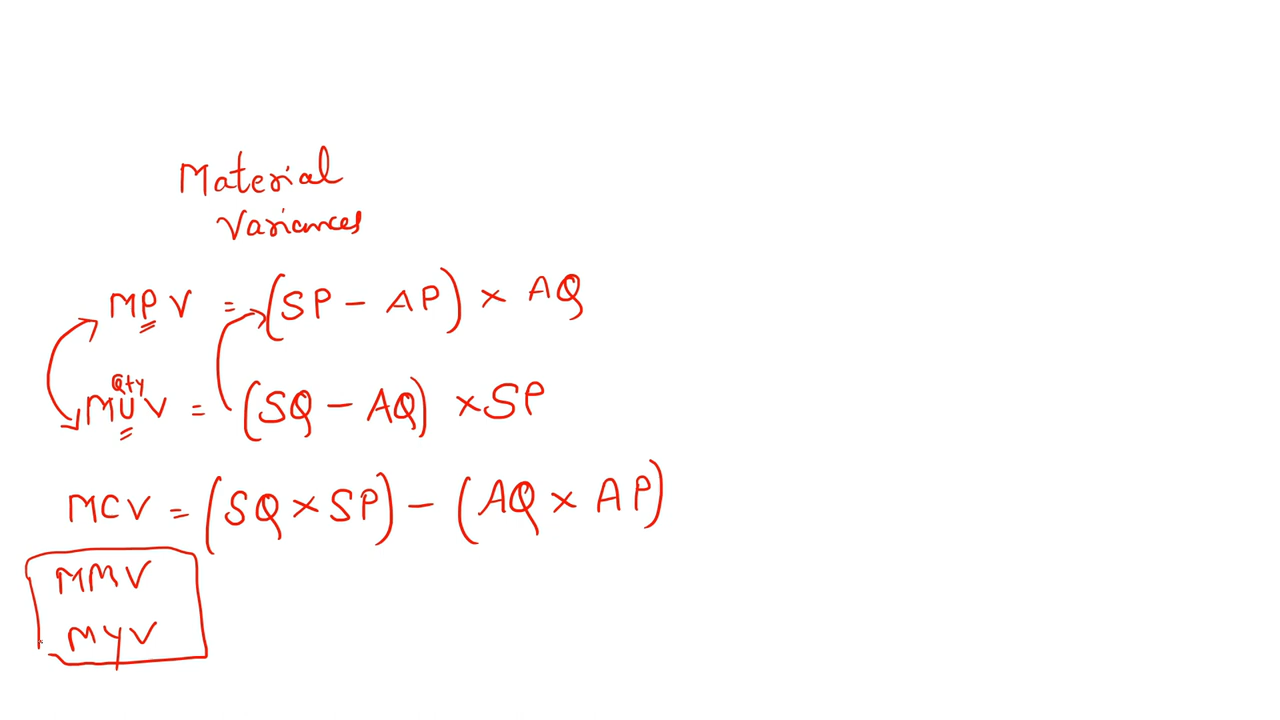 Material
Variances
MPV = (SP - AP) × AQ
Qty
MUV = (SQ - AQ) × SP
MCV = (SQ × SP) - (AQ × AP)
MMV
MYV